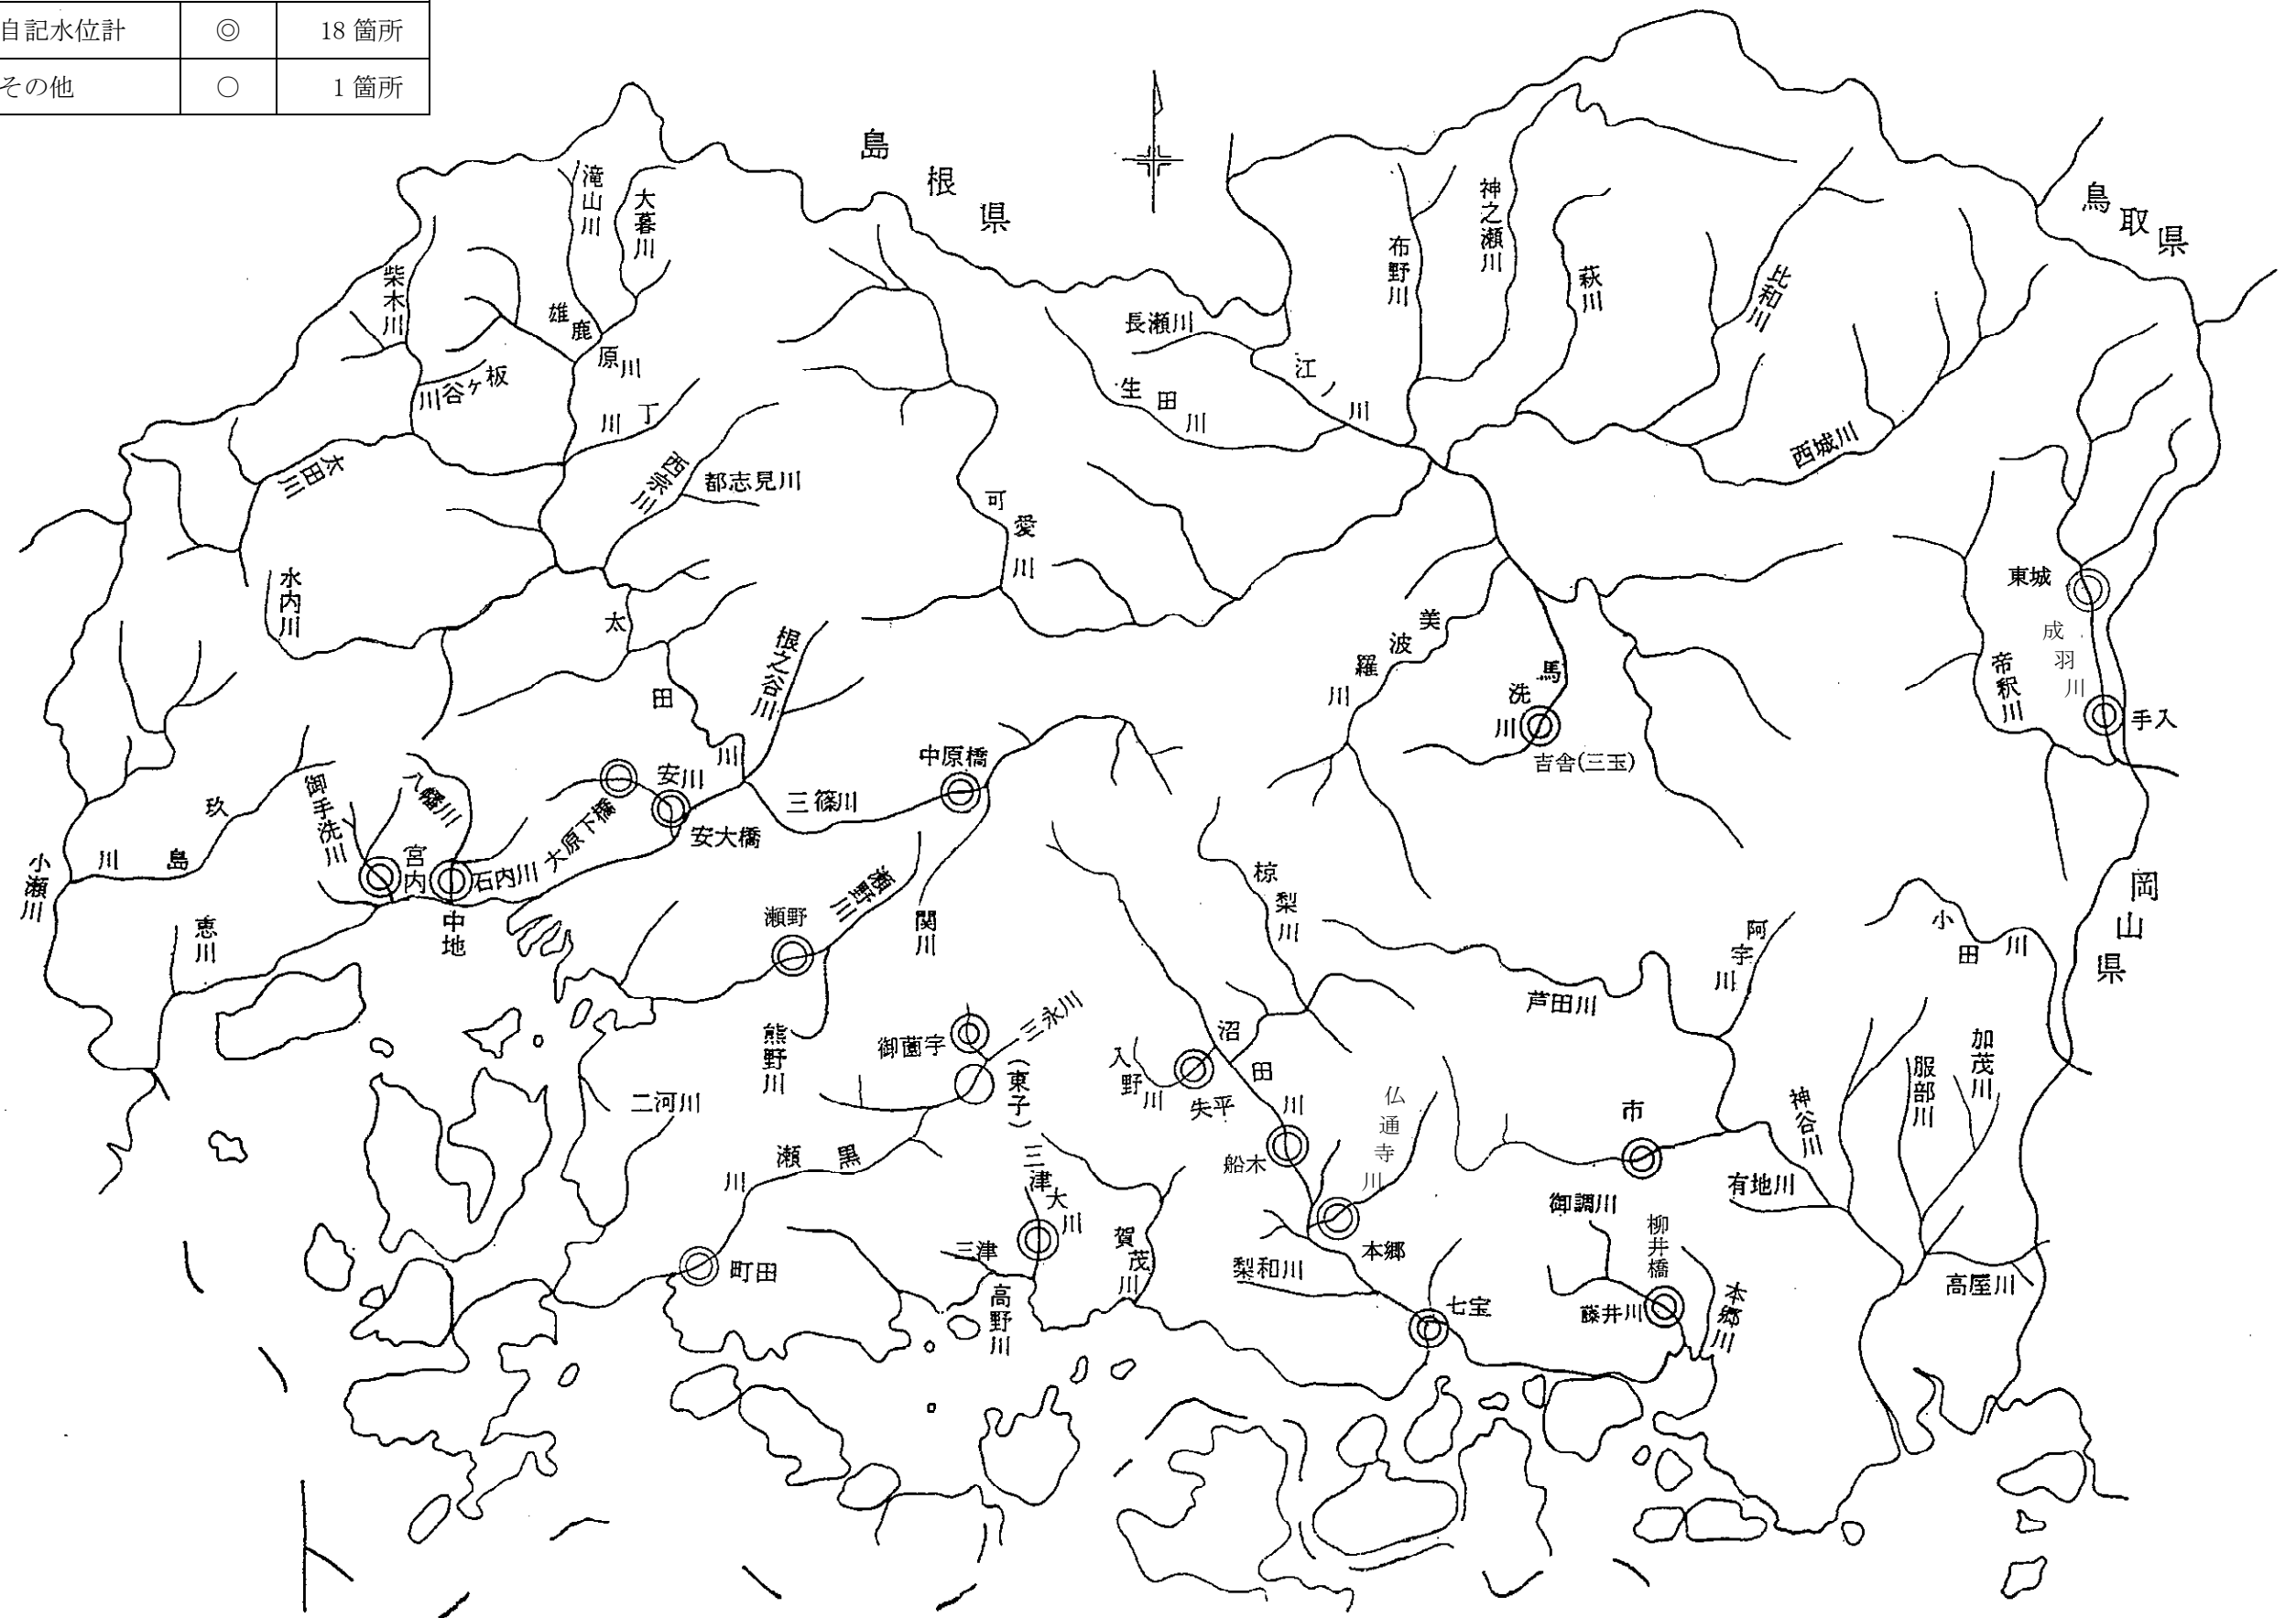 自記水位計 ◎ 18 箇所
その他 ○ 1 箇所
島根県
鳥取県
岡山県
滝山川
大暮川
柴木川
雄鹿原川
川谷ヶ板
丁川
西宗川
都志見川
太田川
水内川
太田川
根之谷川
可愛川
長瀬川
生田川
江ノ川
布野川
神之瀬川
萩川
比和川
西城川
東城
成羽川
帝釈川
手入
美波羅川
馬洗川
吉舎(三玉)
中原橋
三篠川
安川
安大橋
大原下橋
八幡川
御手洗川
宮内
石内川
中地
玖島川
小瀬川
恵川
瀬野
瀬野川
関川
熊野川
御薗宇
三永川
(東子)
二河川
黒瀬川
町田
三津大川
三津
高野川
賀茂川
椋梨川
沼田川
入野川
失平
船木
仏通寺川
本郷
梨和川
七宝
芦田川
阿宇川
小田川
市
御調川
柳井橋
藤井川
本郷川
神谷川
有地川
服部川
加茂川
高屋川